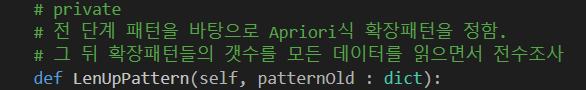 # private
# 전 단계 패턴을 바탕으로 Apriori식 확장패턴을 정함.
# 그 뒤 확장패턴들의 갯수를 모든 데이터를 읽으면서 전수조사
def LenUpPattern(self, patternOld : dict):